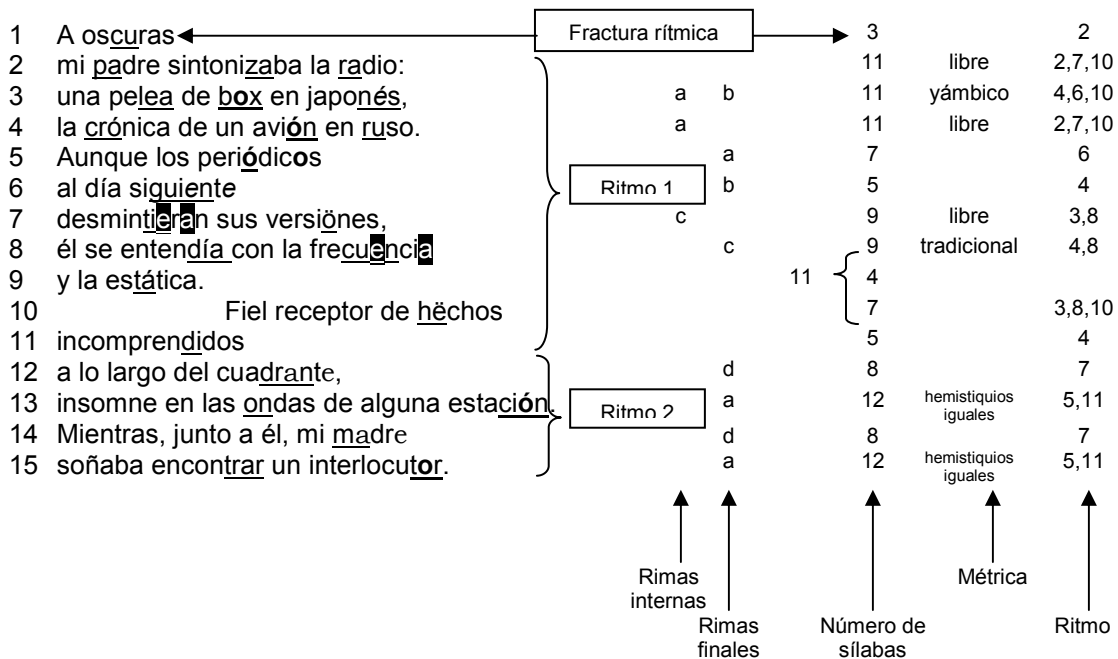 Fractura rítmica
1 A oscuras 3 2
2 mi padre sintonizaba la radio: 11 libre 2,7,10
3 una pelea de box en japonés, a b 11 yámbico 4,6,10
4 la crónica de un avión en ruso. a 11 libre 2,7,10
5 Aunque los periódicos a 7 6
6 al día siguiente Ritmo 1 b 5 4
7 desmintieran sus versiönes, c 9 libre 3,8
8 él se entendía con la frecuencia c 9 tradicional 4,8
9 y la estática. 11 4
10 Fiel receptor de hëchos 7 3,8,10
11 incomprendidos 5 4
12 a lo largo del cuadrante, d 8 7
13 insomne en las ondas de alguna estación. Ritmo 2 a 12 hemistiquios iguales 5,11
14 Mientras, junto a él, mi madre d 8 7
15 soñaba encontrar un interlocutor. a 12 hemistiquios iguales 5,11
Rimas internas
Rimas finales
Número de sílabas
Métrica
Ritmo